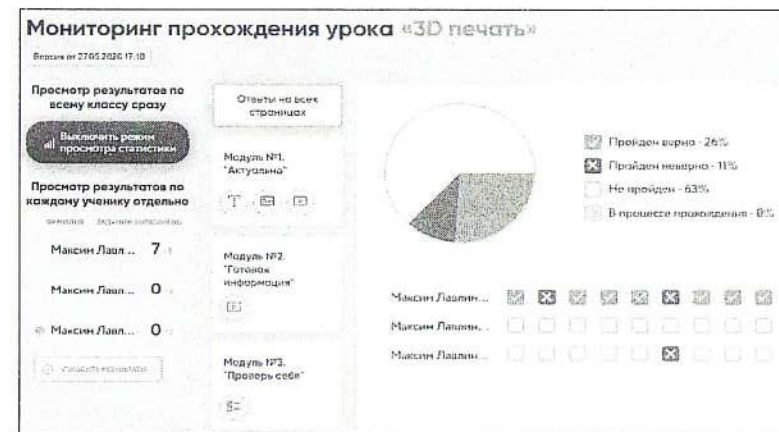 Мониторинг прохождения урока «3D печать»
Версия от 27.05.2026 17:10
Просмотр результатов по
всему классу сразу
Выключить режим
просмотра статистики
Просмотр результатов по
каждому ученику отдельно
Максим Лавл... 7
Максим Лавл... 0
Максим Лавл... 0
Ответы на всех
страницах
Модуль №1.
"Актуально"
Модуль №2.
"Готовая
информация"
Модуль №3.
"Проверь себя"
Пройден верно - 26%
Пройден неверно - 11%
Не пройден - 63%
В процессе прохождения - 0%
Максим Лавлин...
Максим Лавлин...
Максим Лавлин...